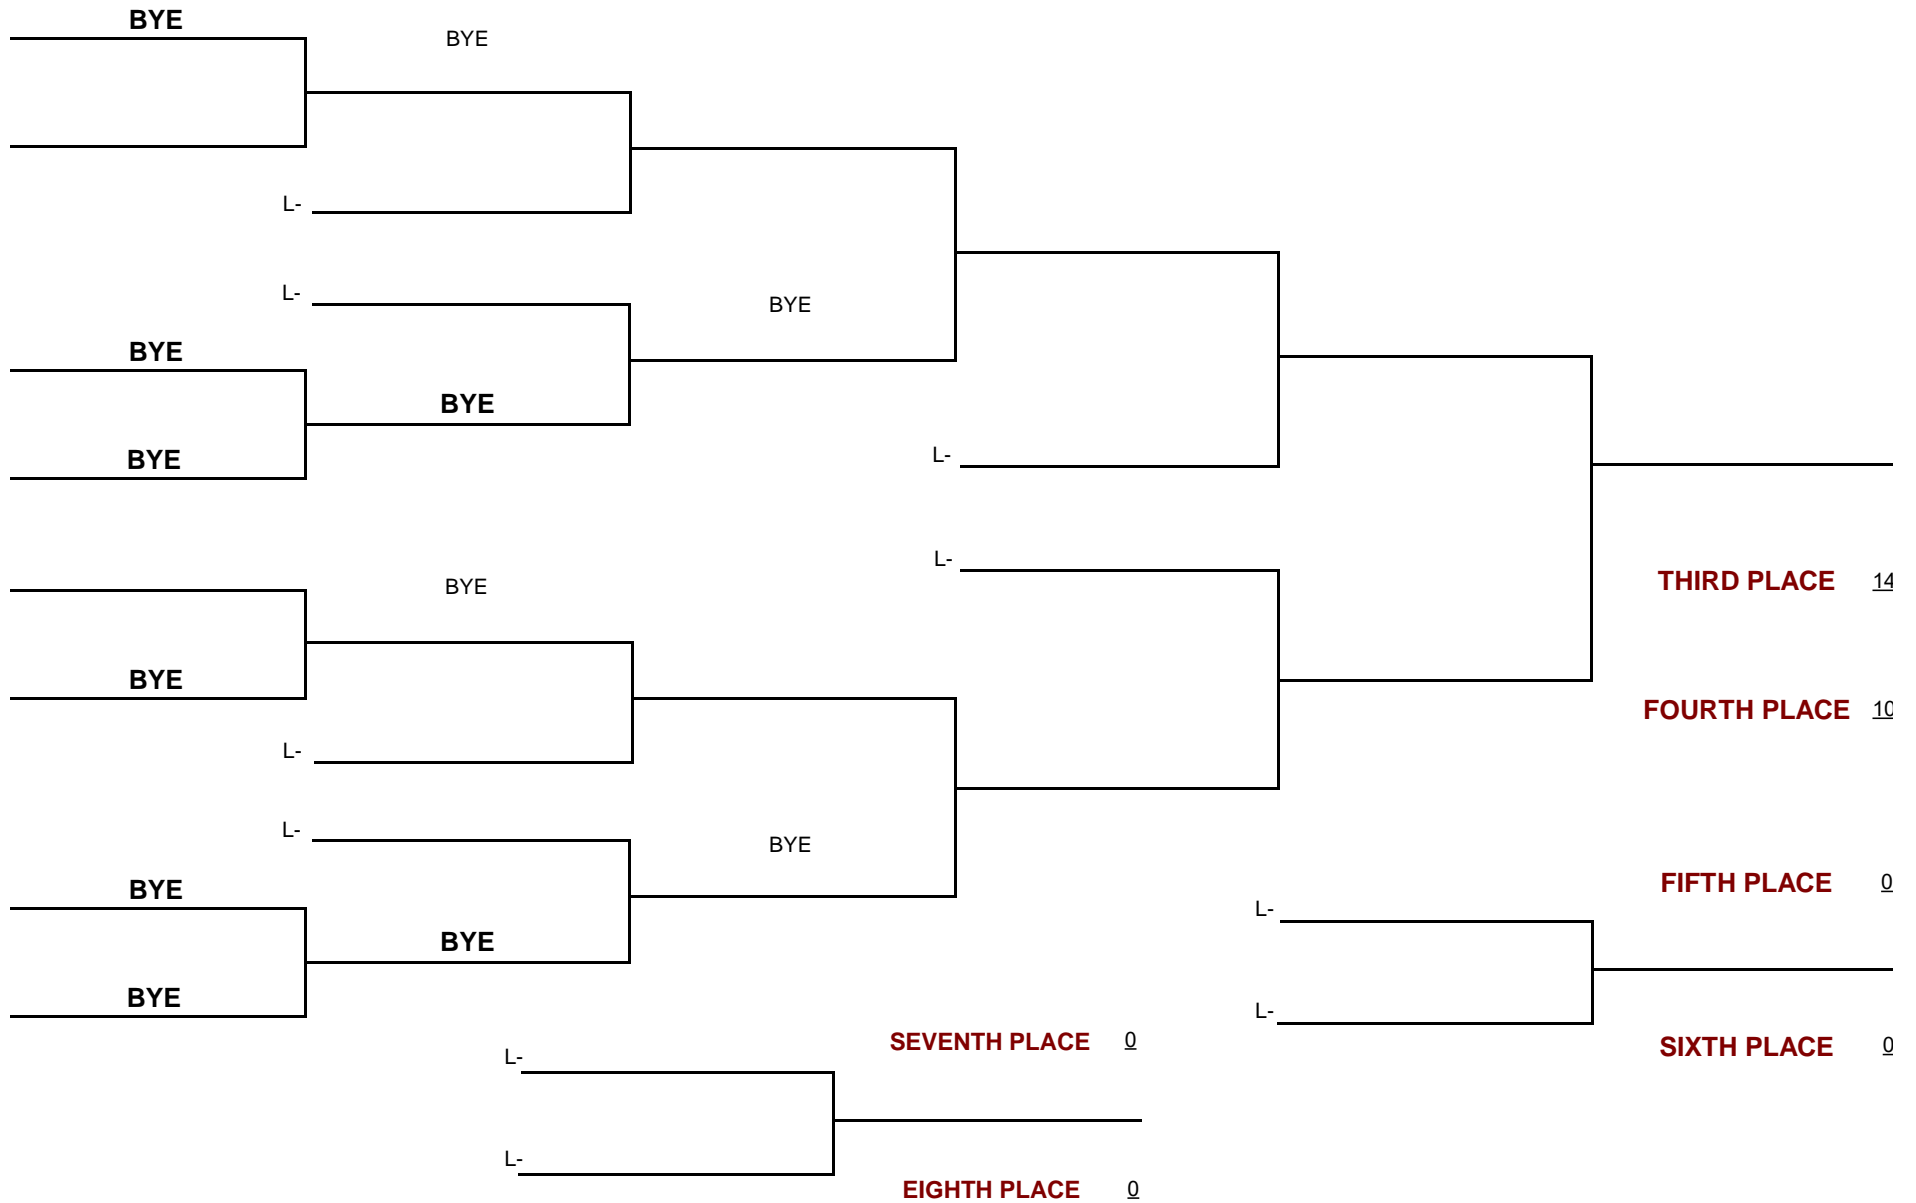 BYE
BYE
L-
L-
BYE
BYE
BYE
BYE
L-
L-
BYE
THIRD PLACE 14
BYE
FOURTH PLACE 10
L-
L-
BYE
FIFTH PLACE 0
BYE
L-
BYE
BYE
L-
SEVENTH PLACE 0
SIXTH PLACE 0
L-
L-
EIGHTH PLACE 0